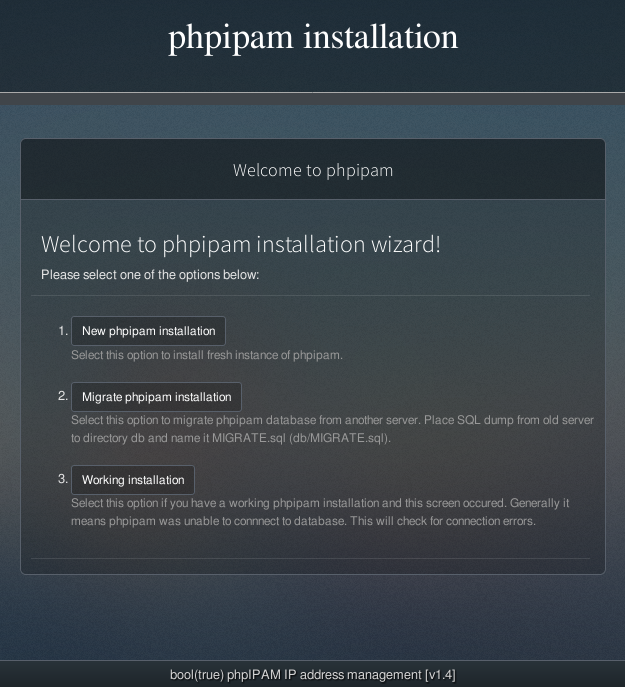 phpipam installation
Welcome to phpipam
Welcome to phpipam installation wizard!
Please select one of the options below:
1. New phpipam installation
Select this option to install fresh instance of phpipam.
2. Migrate phpipam installation
Select this option to migrate phpipam database from another server. Place SQL dump from old server
to directory db and name it MIGRATE.sql (db/MIGRATE.sql).
3. Working installation
Select this option if you have a working phpipam installation and this screen occured. Generally it
means phpipam was unable to connnect to database. This will check for connection errors.
bool(true) phpIPAM IP address management [v1.4]